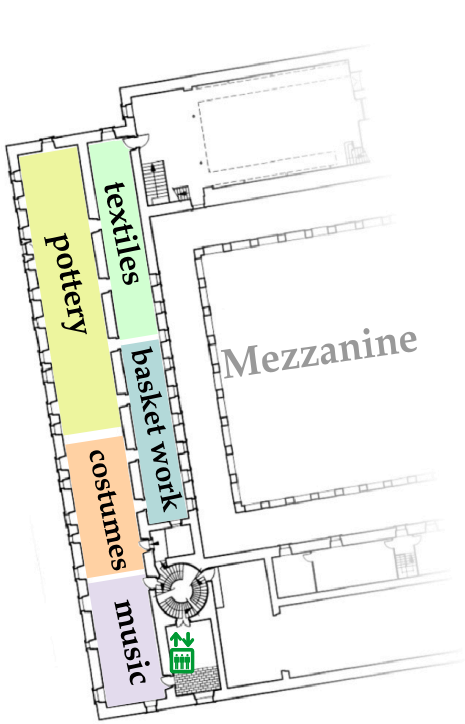 textiles
pottery
Mezzanine
basket work
costumes
music